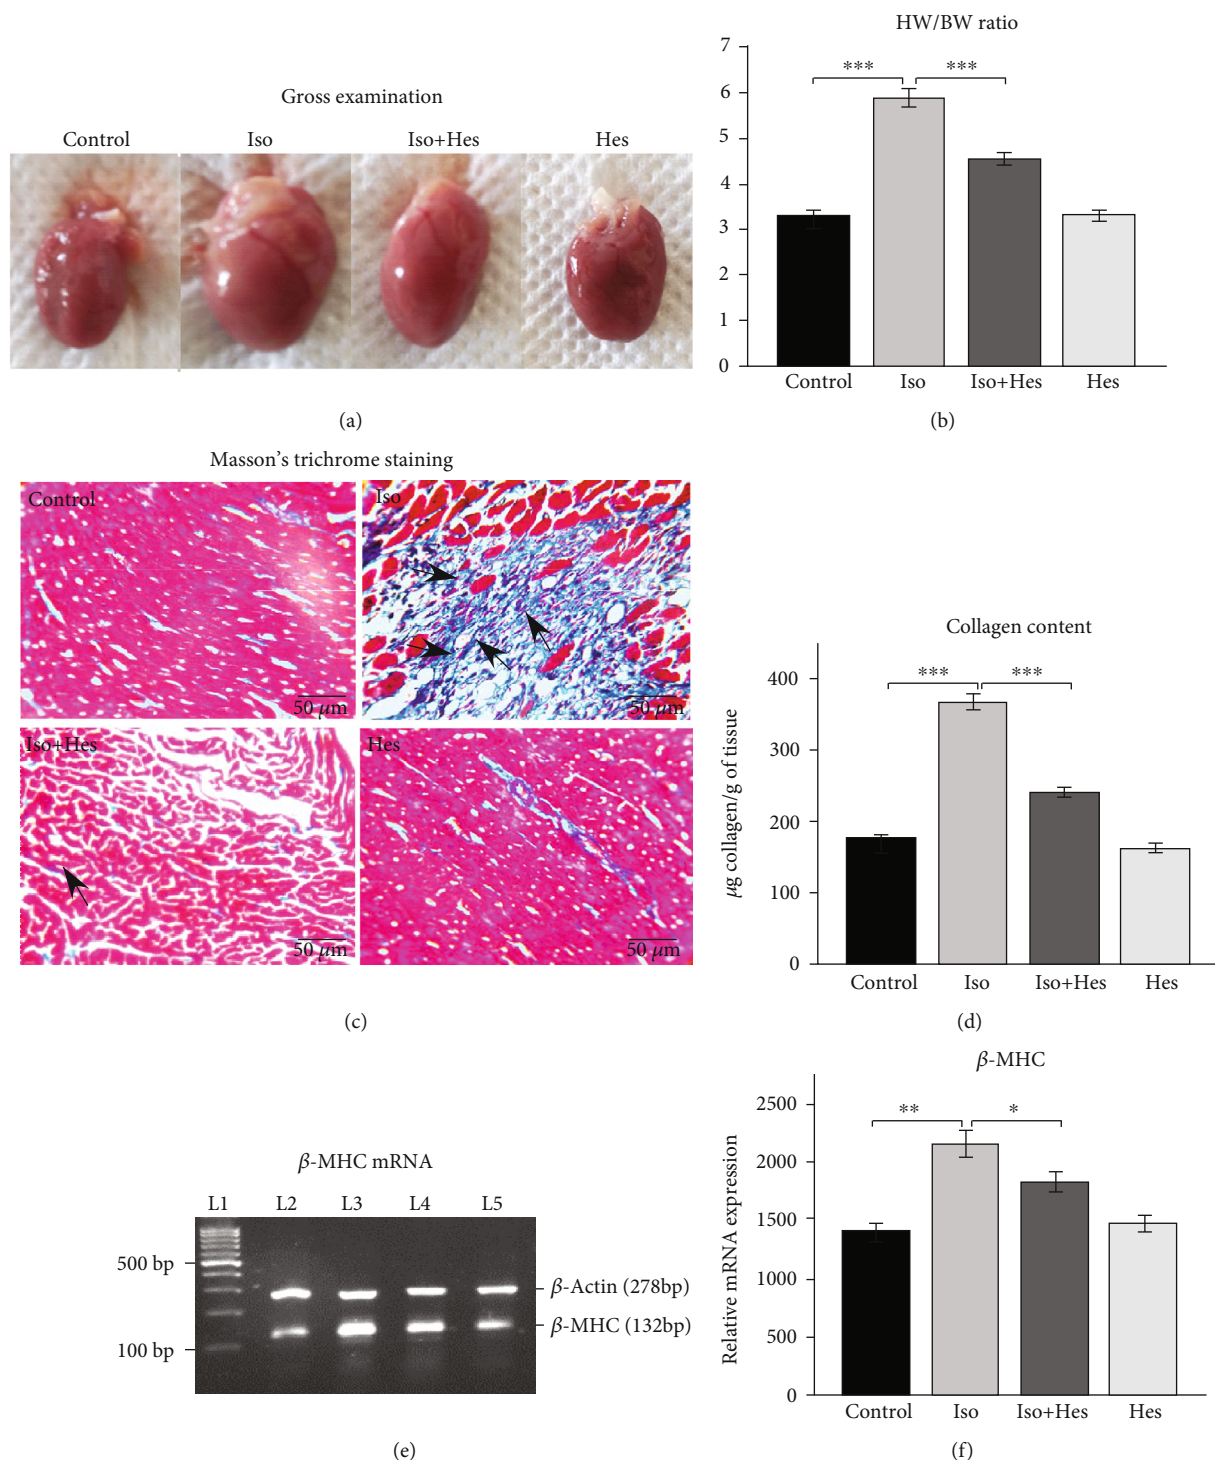 Gross examination
Control Iso Iso+Hes Hes
(a)
HW/BW ratio
7
6
5
4
3
2
1
0
*** ***
Control Iso Iso+Hes Hes
(b)
Masson's trichrome staining
Control
50 μm
Iso
50 μm
Iso+Hes
50 μm
Hes
50 μm
(c)
Collagen content
μg collagen/g of tissue
400
300
200
100
0
*** ***
Control Iso Iso+Hes Hes
(d)
β-MHC mRNA
L1 L2 L3 L4 L5
500 bp
100 bp
β-Actin (278bp)
β-MHC (132bp)
(e)
β-MHC
Relative mRNA expression
2500
2000
1500
1000
500
0
** *
Control Iso Iso+Hes Hes
(f)